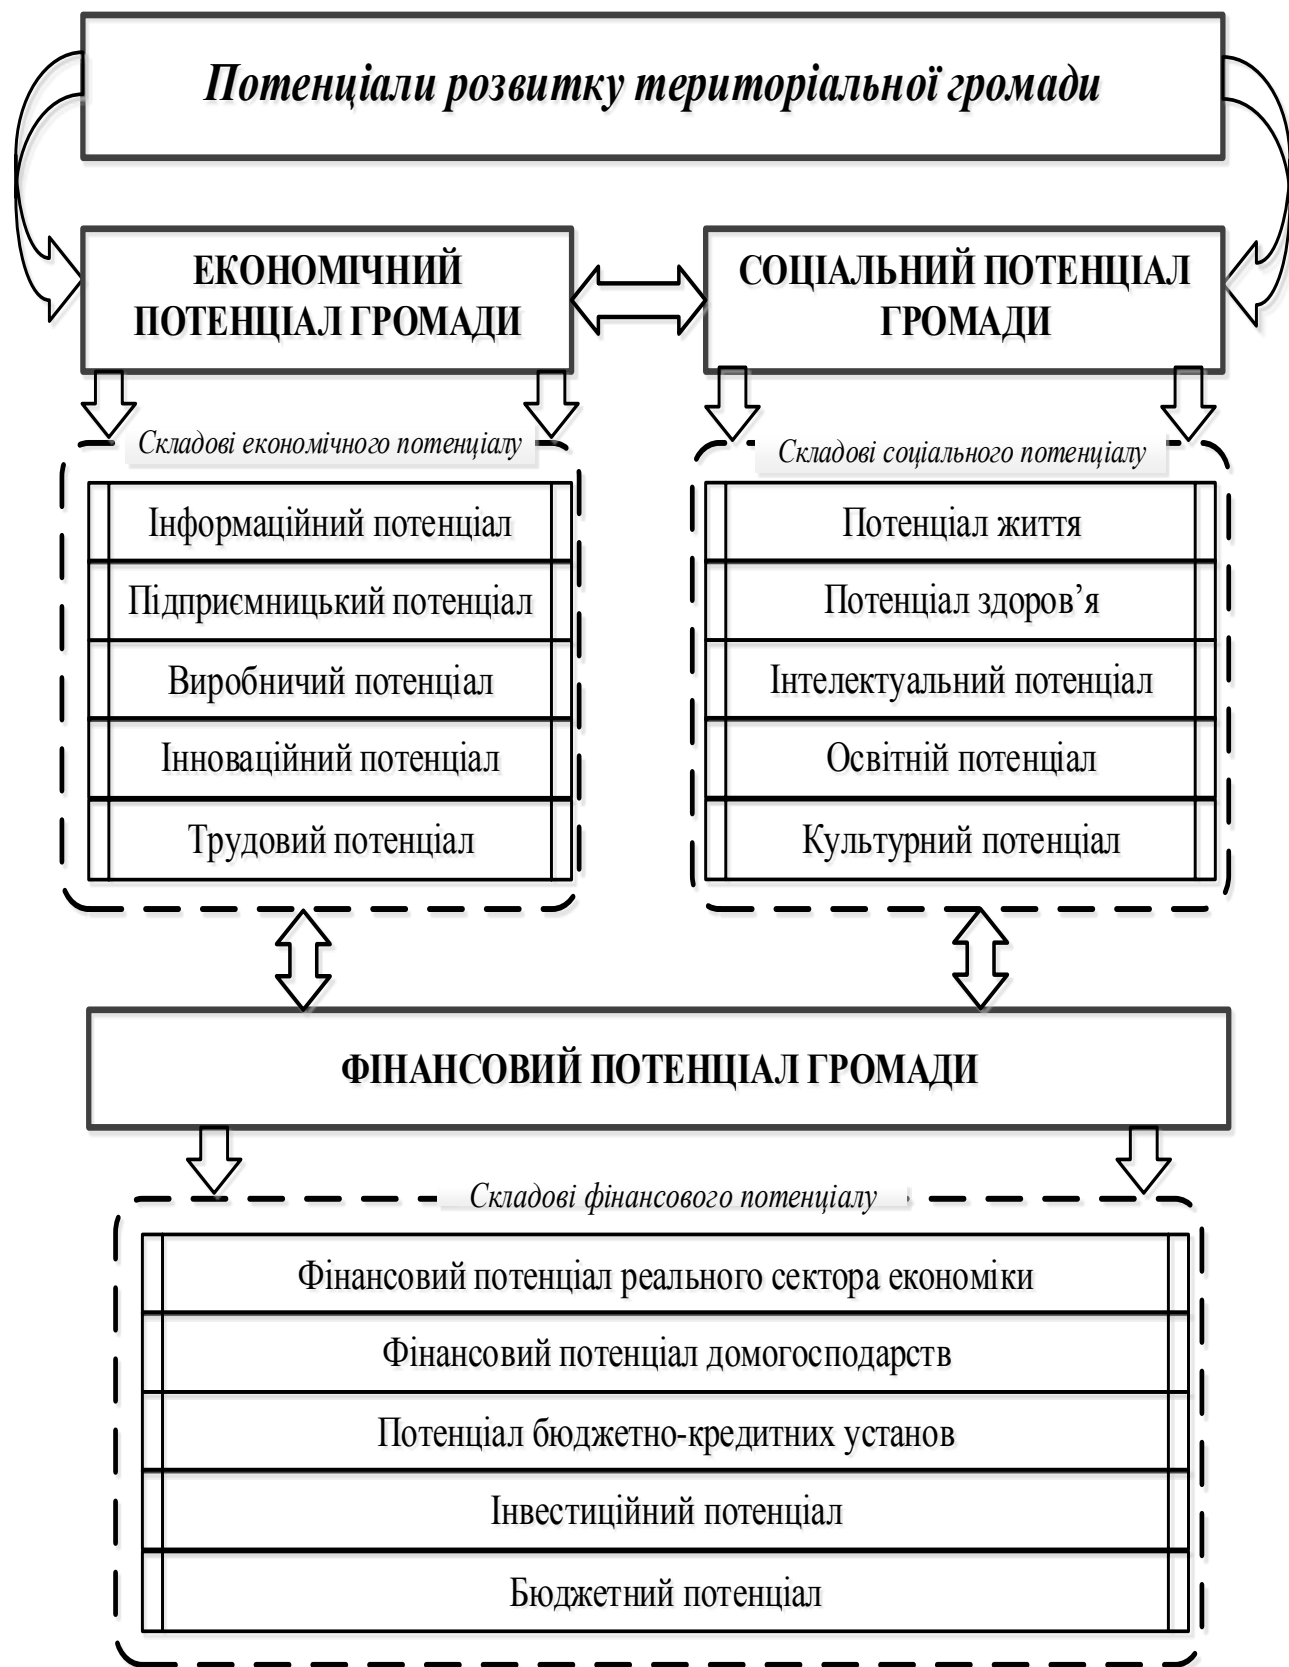 Потенціали розвитку територіальної громади
ЕКОНОМІЧНИЙ
ПОТЕНЦІАЛ ГРОМАДИ
СОЦІАЛЬНИЙ ПОТЕНЦІАЛ
ГРОМАДИ
Складові економічного потенціалу
Інформаційний потенціал
Підприємницький потенціал
Виробничий потенціал
Інноваційний потенціал
Трудовий потенціал
Складові соціального потенціалу
Потенціал життя
Потенціал здоров’я
Інтелектуальний потенціал
Освітній потенціал
Культурний потенціал
ФІНАНСОВИЙ ПОТЕНЦІАЛ ГРОМАДИ
Складові фінансового потенціалу
Фінансовий потенціал реального сектора економіки
Фінансовий потенціал домогосподарств
Потенціал бюджетно-кредитних установ
Інвестиційний потенціал
Бюджетний потенціал